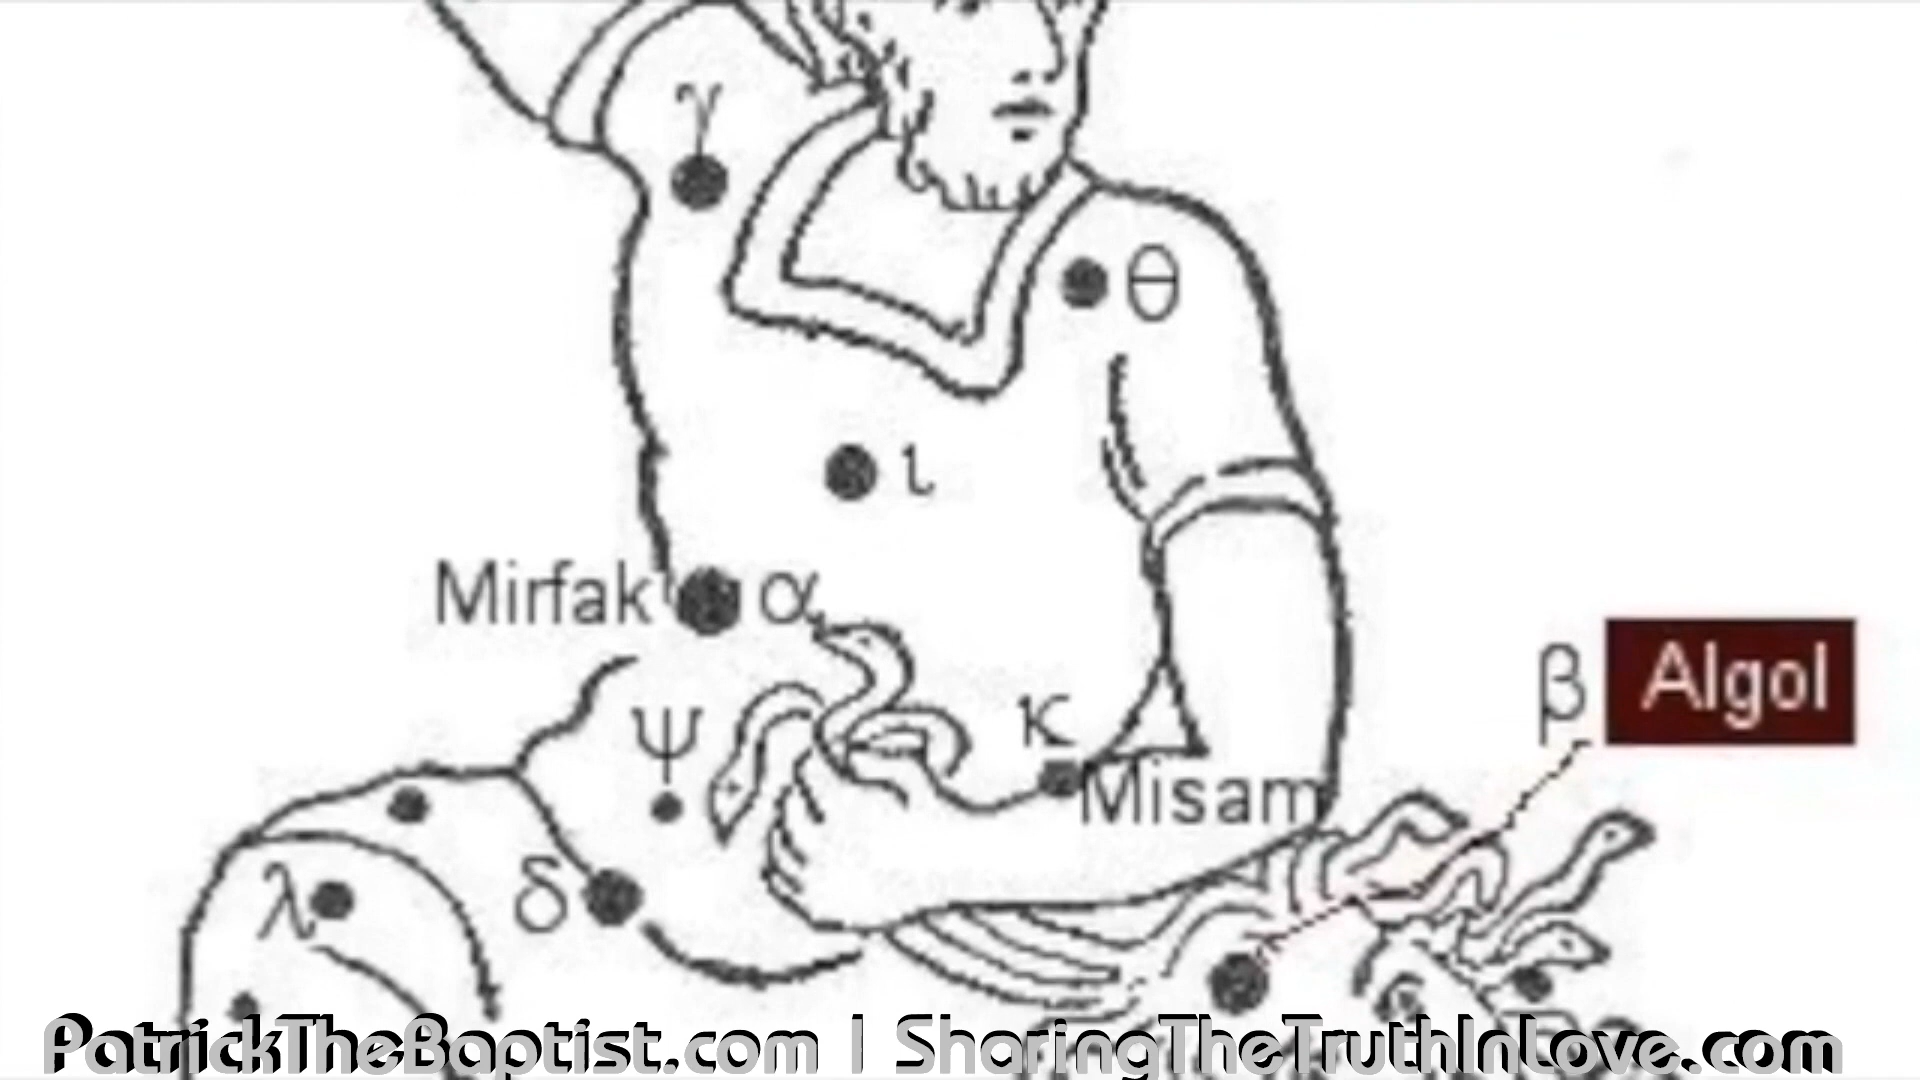 γ
θ
ι
Mirfak α
β Algol
ψ
κ
Misam
λ
δ
PatrickTheBaptist.com | SharingTheTruthInLove.com